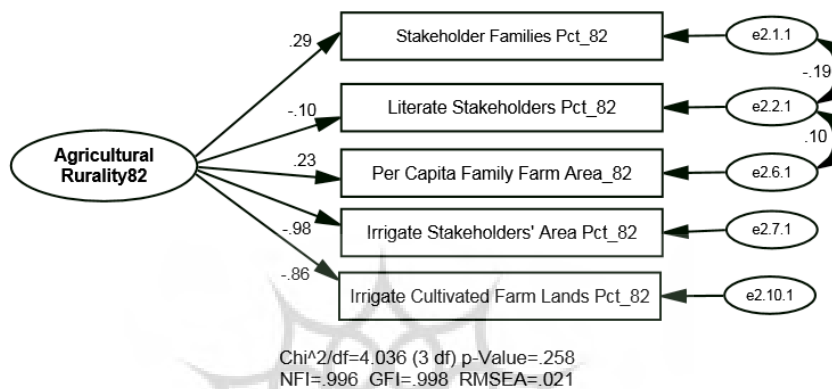 .29
Stakeholder Families Pct_82
e2.1.1
-.19
-.10
Literate Stakeholders Pct_82
e2.2.1
.10
Agricultural
Rurality82
.23
Per Capita Family Farm Area_82
e2.6.1
-.98
Irrigate Stakeholders' Area Pct_82
e2.7.1
-.86
Irrigate Cultivated Farm Lands Pct_82
e2.10.1
Chi^2/df=4.036 (3 df) p-Value=.258
NFI=.996 GFI=.998 RMSEA=.021